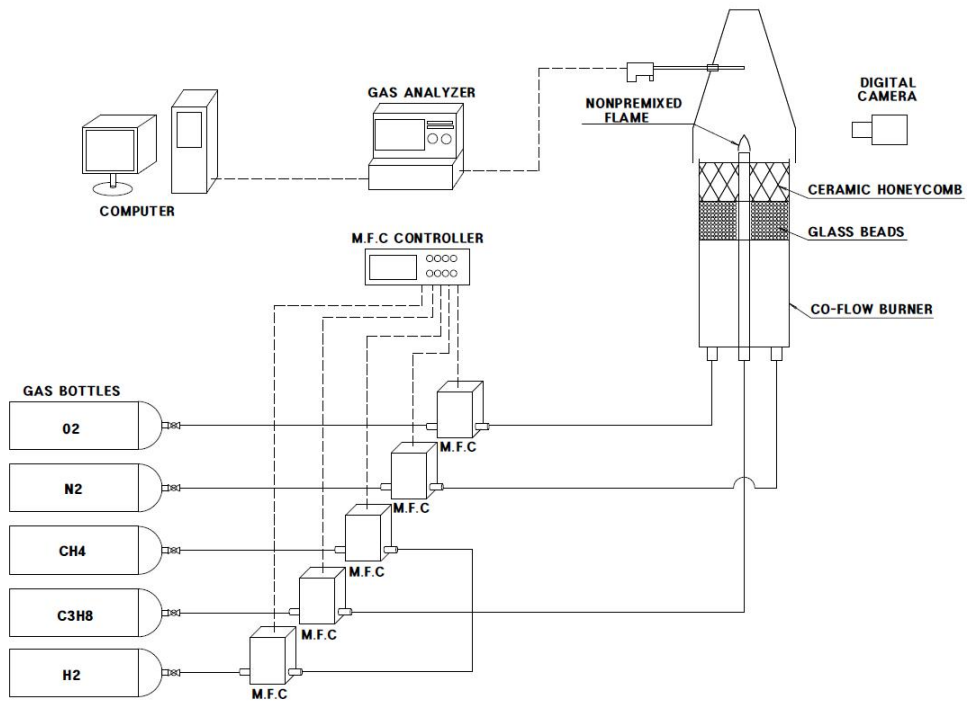 GAS ANALYZER
NONPREMIXED
FLAME
DIGITAL
CAMERA
COMPUTER
CERAMIC HONEYCOMB
GLASS BEADS
M.F.C CONTROLLER
CO-FLOW BURNER
GAS BOTTLES
O2
M.F.C
N2
M.F.C
CH4
M.F.C
C3H8
M.F.C
H2
M.F.C